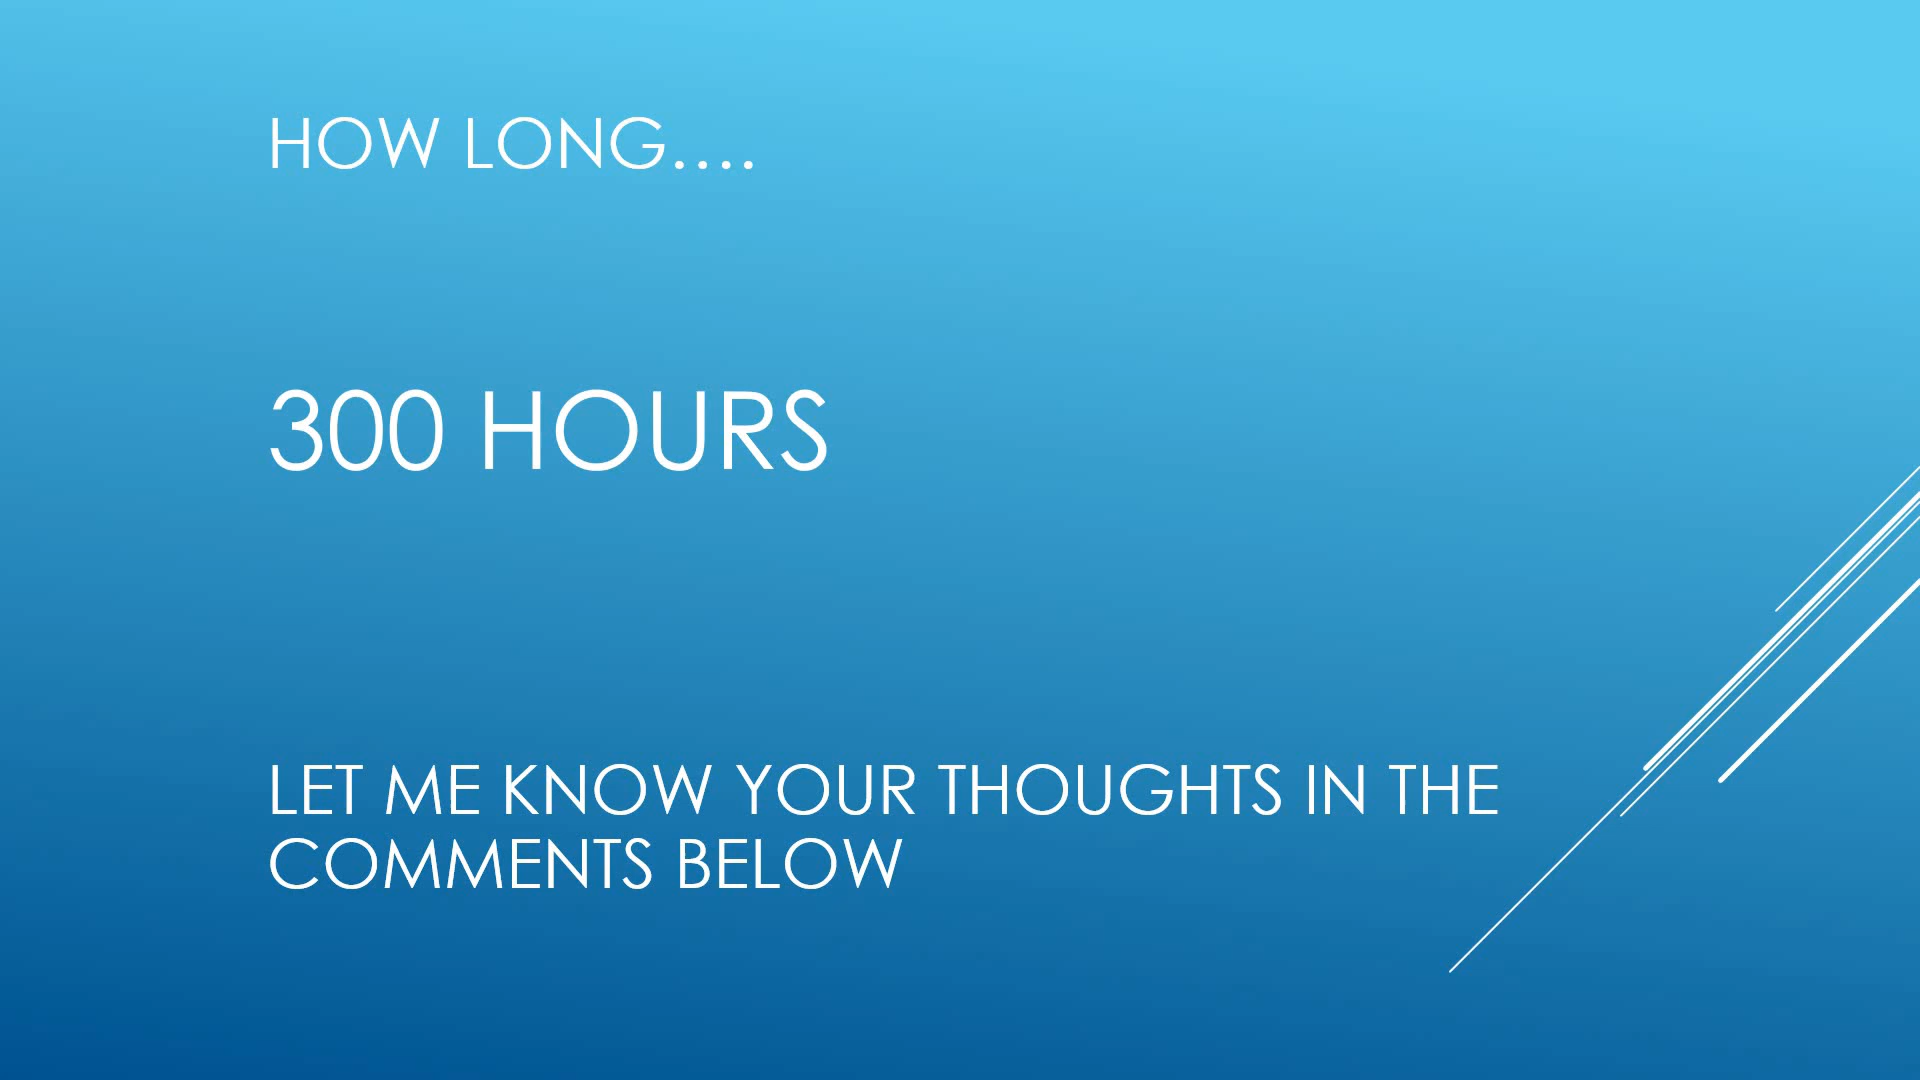 HOW LONG….
300 HOURS
LET ME KNOW YOUR THOUGHTS IN THE
COMMENTS BELOW